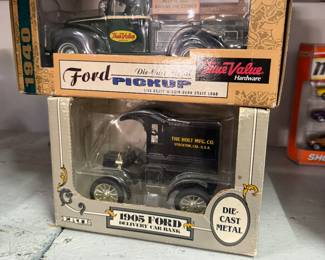 True Value
1940
Ford
Die-Cast Metal
PICKUP
True Value
Hardware
THE HOLT MFG. CO.
STOCKTON, CAL. U.S.A.
ERTL
1905 FORD
DELIVERY CAR BANK
DIE-
CAST
METAL